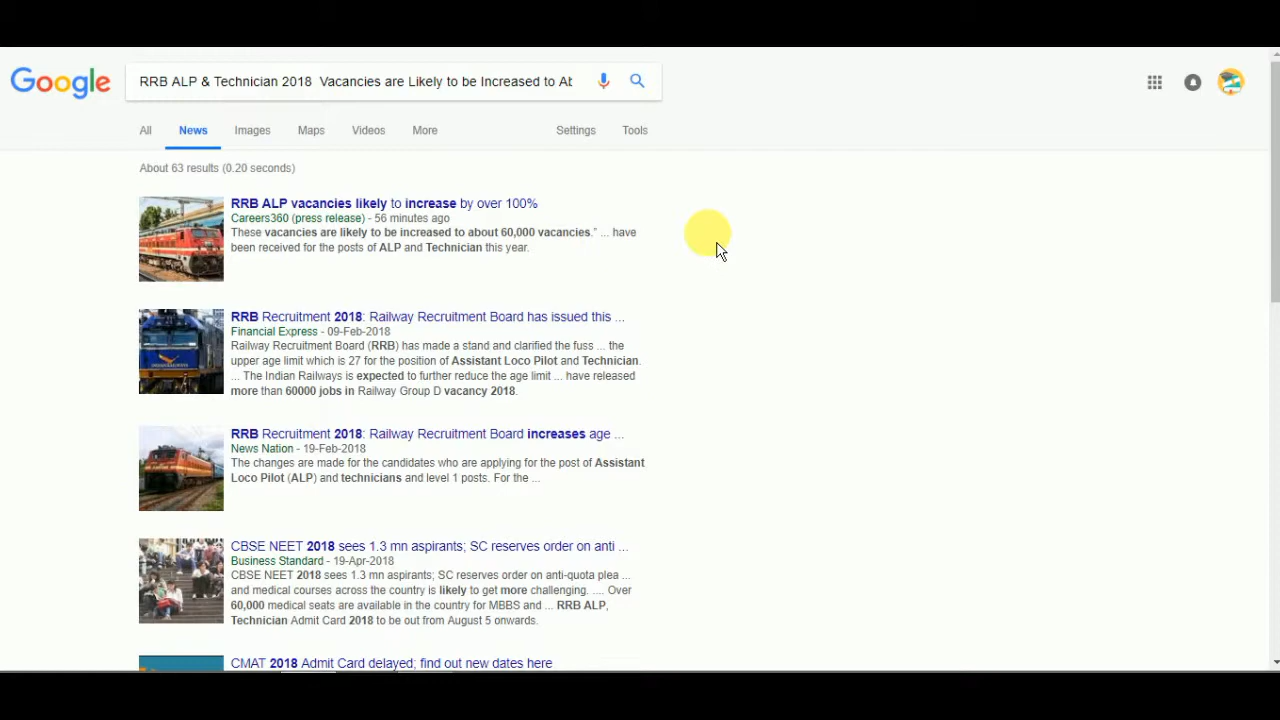 Google
RRB ALP & Technician 2018 Vacancies are Likely to be Increased to Ab
All News Images Maps Videos More Settings Tools
About 63 results (0.20 seconds)
RRB ALP vacancies likely to increase by over 100%
Careers360 (press release) - 56 minutes ago
These vacancies are likely to be increased to about 60,000 vacancies.” ... have
been received for the posts of ALP and Technician this year.
RRB Recruitment 2018: Railway Recruitment Board has issued this ...
Financial Express - 09-Feb-2018
Railway Recruitment Board (RRB) has made a stand and clarified the fuss ... the
upper age limit which is 27 for the position of Assistant Loco Pilot and Technician.
... The Indian Railways is expected to further reduce the age limit ... have released
more than 60000 jobs in Railway Group D vacancy 2018.
RRB Recruitment 2018: Railway Recruitment Board increases age ...
News Nation - 19-Feb-2018
The changes are made for the candidates who are applying for the post of Assistant
Loco Pilot (ALP) and technicians and level 1 posts. For the ...
CBSE NEET 2018 sees 1.3 mn aspirants; SC reserves order on anti ...
Business Standard - 19-Apr-2018
CBSE NEET 2018 sees 1.3 mn aspirants; SC reserves order on anti-quota plea ...
and medical courses across the country is likely to get more challenging. .... Over
60,000 medical seats are available in the country for MBBS and ... RRB ALP,
Technician Admit Card 2018 to be out from August 5 onwards.
CMAT 2018 Admit Card delayed; find out new dates here